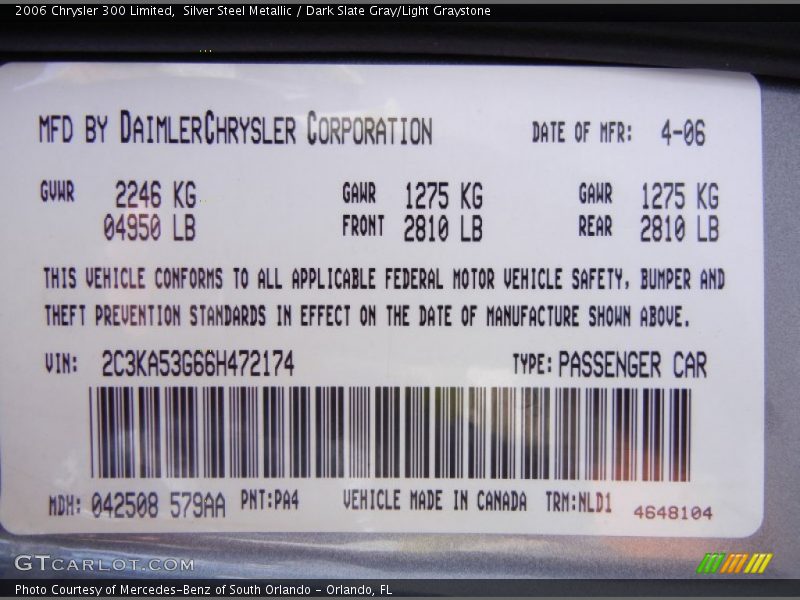 2006 Chrysler 300 Limited,  Silver Steel Metallic / Dark Slate Gray/Light Graystone
MFD BY DAIMLERCHRYSLER CORPORATION DATE OF MFR: 4-06
GVWR 2246 KG GAWR 1275 KG GAWR 1275 KG
04950 LB FRONT 2810 LB REAR 2810 LB
THIS VEHICLE CONFORMS TO ALL APPLICABLE FEDERAL MOTOR VEHICLE SAFETY, BUMPER AND
THEFT PREVENTION STANDARDS IN EFFECT ON THE DATE OF MANUFACTURE SHOWN ABOVE.
VIN: 2C3KA53G66H472174 TYPE: PASSENGER CAR
MDH: 042508 579AA PNT:PA4 VEHICLE MADE IN CANADA TRM:NLD1 4648104
GTCARLOT.COM
Photo Courtesy of Mercedes-Benz of South Orlando - Orlando, FL